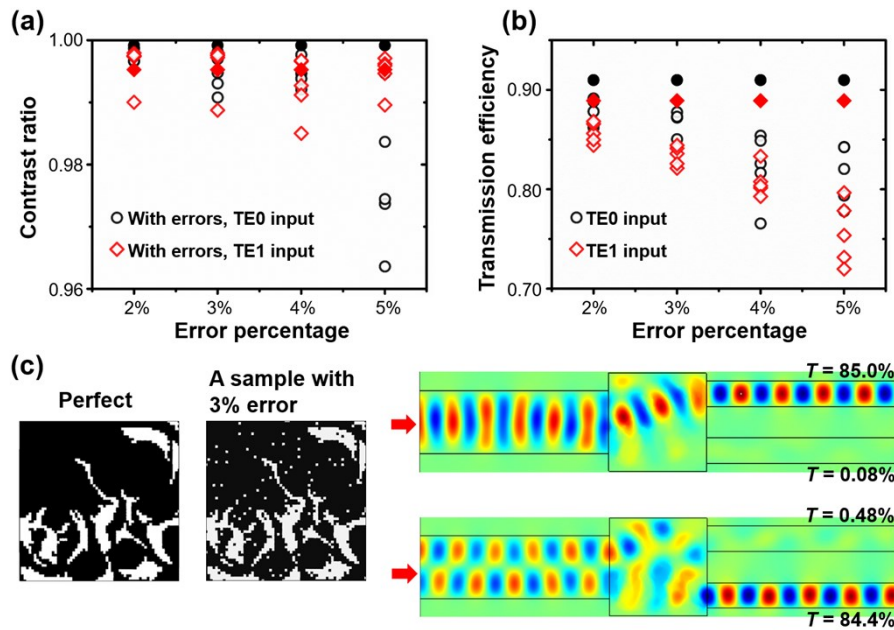 (a)
1.00
0.98
0.96
Contrast ratio
With errors, TE0 input
With errors, TE1 input
2% 3% 4% 5%
Error percentage
(b)
0.90
0.80
0.70
Transmission efficiency
TE0 input
TE1 input
2% 3% 4% 5%
Error percentage
(c)
Perfect
A sample with
3% error
T = 85.0%
T = 0.08%
T = 0.48%
T = 84.4%